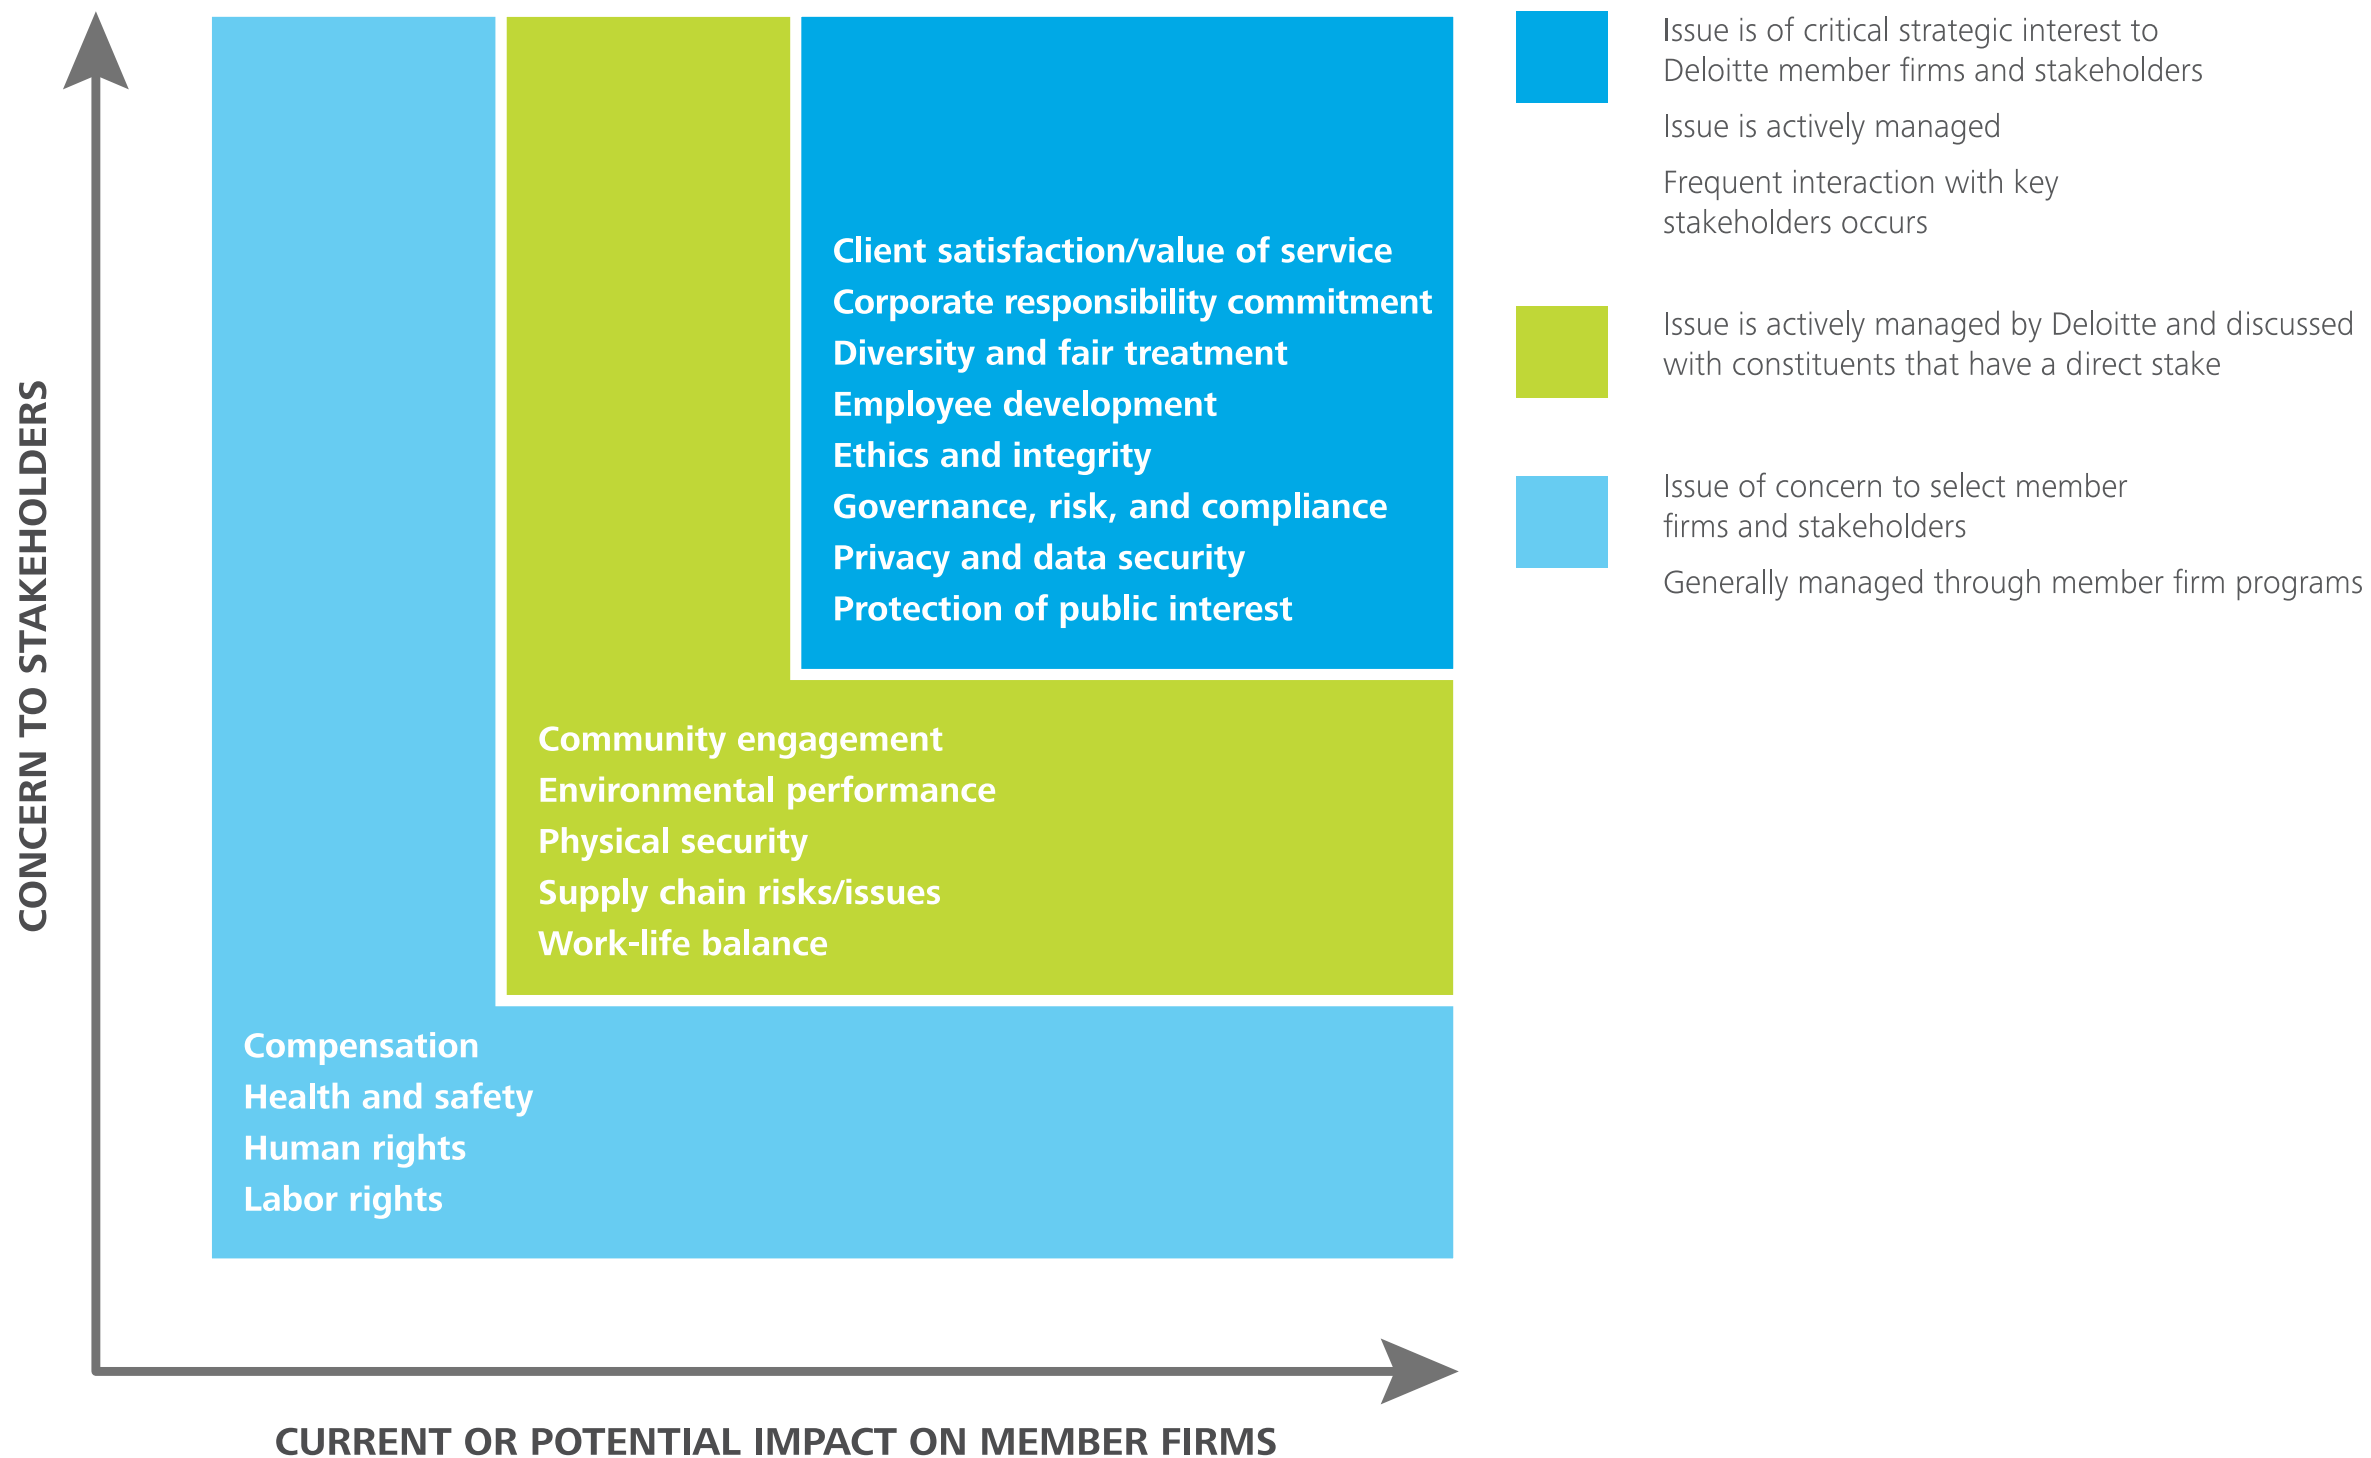 CONCERN TO STAKEHOLDERS
Client satisfaction/value of service
Corporate responsibility commitment
Diversity and fair treatment
Employee development
Ethics and integrity
Governance, risk, and compliance
Privacy and data security
Protection of public interest
Community engagement
Environmental performance
Physical security
Supply chain risks/issues
Work-life balance
Compensation
Health and safety
Human rights
Labor rights
CURRENT OR POTENTIAL IMPACT ON MEMBER FIRMS
Issue is of critical strategic interest to
Deloitte member firms and stakeholders
Issue is actively managed
Frequent interaction with key
stakeholders occurs
Issue is actively managed by Deloitte and discussed
with constituents that have a direct stake
Issue of concern to select member
firms and stakeholders
Generally managed through member firm programs